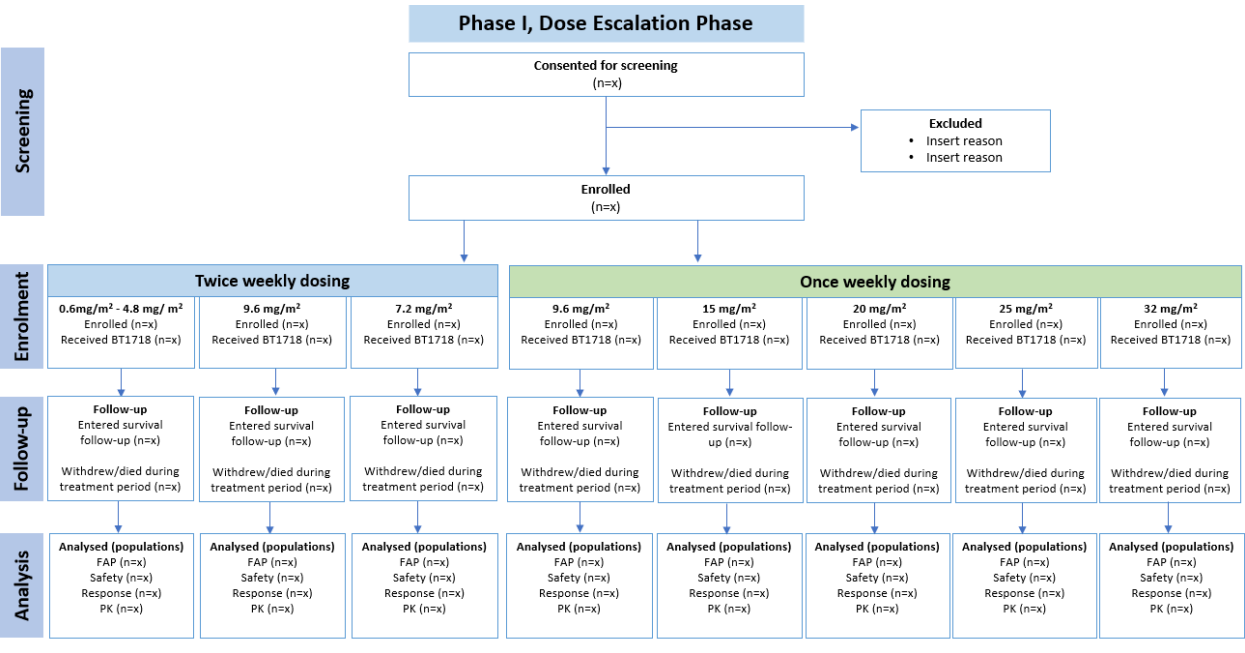 Phase I, Dose Escalation Phase
Screening
Consented for screening
(n=x)
Excluded
• Insert reason
• Insert reason
Enrolled
(n=x)
Enrolment
Twice weekly dosing
Once weekly dosing
0.6mg/m² - 4.8 mg/ m²
Enrolled (n=x)
Received BT1718 (n=x)
9.6 mg/m²
Enrolled (n=x)
Received BT1718 (n=x)
7.2 mg/m²
Enrolled (n=x)
Received BT1718 (n=x)
9.6 mg/m²
Enrolled (n=x)
Received BT1718 (n=x)
15 mg/m²
Enrolled (n=x)
Received BT1718 (n=x)
20 mg/m²
Enrolled (n=x)
Received BT1718 (n=x)
25 mg/m²
Enrolled (n=x)
Received BT1718 (n=x)
32 mg/m²
Enrolled (n=x)
Received BT1718 (n=x)
Follow-up
Follow-up
Entered survival
follow-up (n=x)
Withdrew/died during
treatment period (n=x)
Follow-up
Entered survival
follow-up (n=x)
Withdrew/died during
treatment period (n=x)
Follow-up
Entered survival
follow-up (n=x)
Withdrew/died during
treatment period (n=x)
Follow-up
Entered survival
follow-up (n=x)
Withdrew/died during
treatment period (n=x)
Follow-up
Entered survival follow-
up (n=x)
Withdrew/died during
treatment period (n=x)
Follow-up
Entered survival
follow-up (n=x)
Withdrew/died during
treatment period (n=x)
Follow-up
Entered survival
follow-up (n=x)
Withdrew/died during
treatment period (n=x)
Follow-up
Entered survival
follow-up (n=x)
Withdrew/died during
treatment period (n=x)
Analysis
Analysed (populations)
FAP (n=x)
Safety (n=x)
Response (n=x)
PK (n=x)
Analysed (populations)
FAP (n=x)
Safety (n=x)
Response (n=x)
PK (n=x)
Analysed (populations)
FAP (n=x)
Safety (n=x)
Response (n=x)
PK (n=x)
Analysed (populations)
FAP (n=x)
Safety (n=x)
Response (n=x)
PK (n=x)
Analysed (populations)
FAP (n=x)
Safety (n=x)
Response (n=x)
PK (n=x)
Analysed (populations)
FAP (n=x)
Safety (n=x)
Response (n=x)
PK (n=x)
Analysed (populations)
FAP (n=x)
Safety (n=x)
Response (n=x)
PK (n=x)
Analysed (populations)
FAP (n=x)
Safety (n=x)
Response (n=x)
PK (n=x)